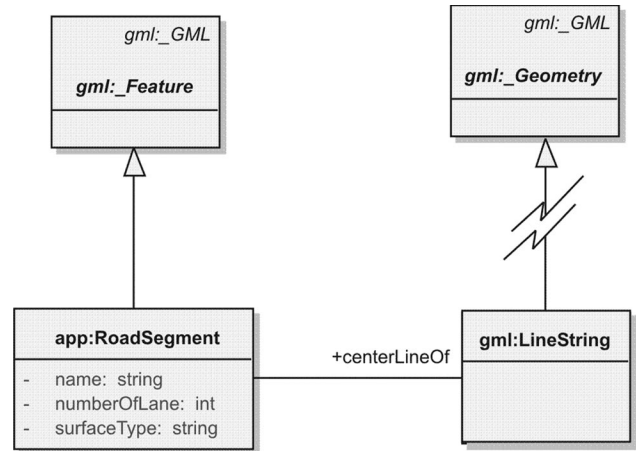 gml:_GML
gml:_Feature
gml:_GML
gml:_Geometry
app:RoadSegment
- name: string
- numberOfLane: int
- surfaceType: string
+centerLineOf
gml:LineString